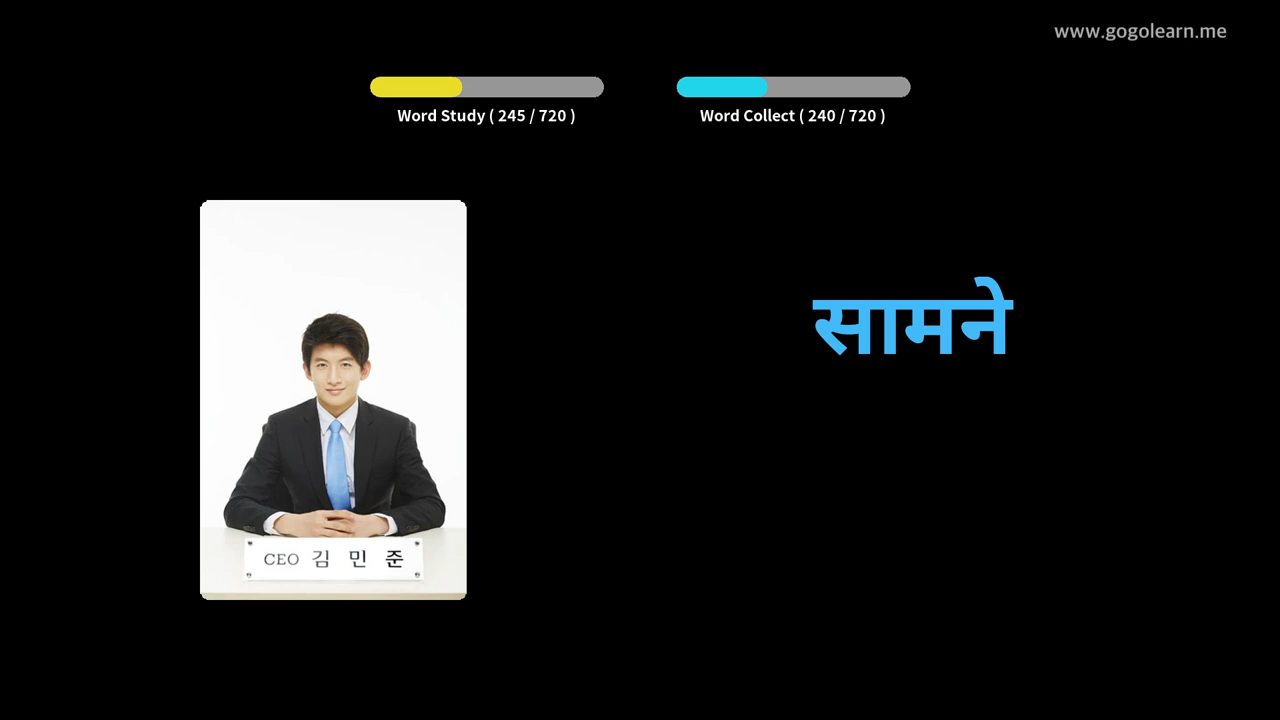 www.gogolearn.me
Word Study ( 245 / 720 )
Word Collect ( 240 / 720 )
सामने
CEO 김 민 준